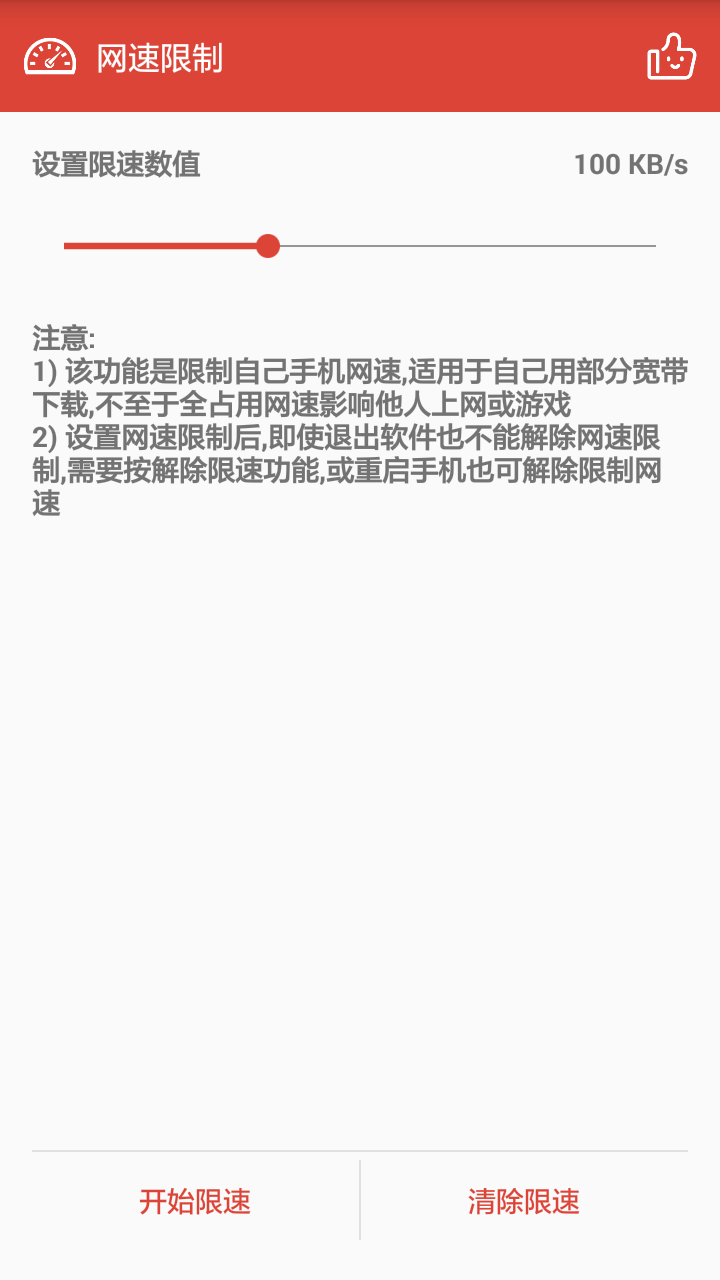 网速限制
设置限速数值 100 KB/s
注意:
1) 该功能是限制自己手机网速,适用于自己用部分宽带
下载,不至于全占用网速影响他人上网或游戏
2) 设置网速限制后,即使退出软件也不能解除网速限
制,需要按解除限速功能,或重启手机也可解除限制网
速
开始限速 清除限速